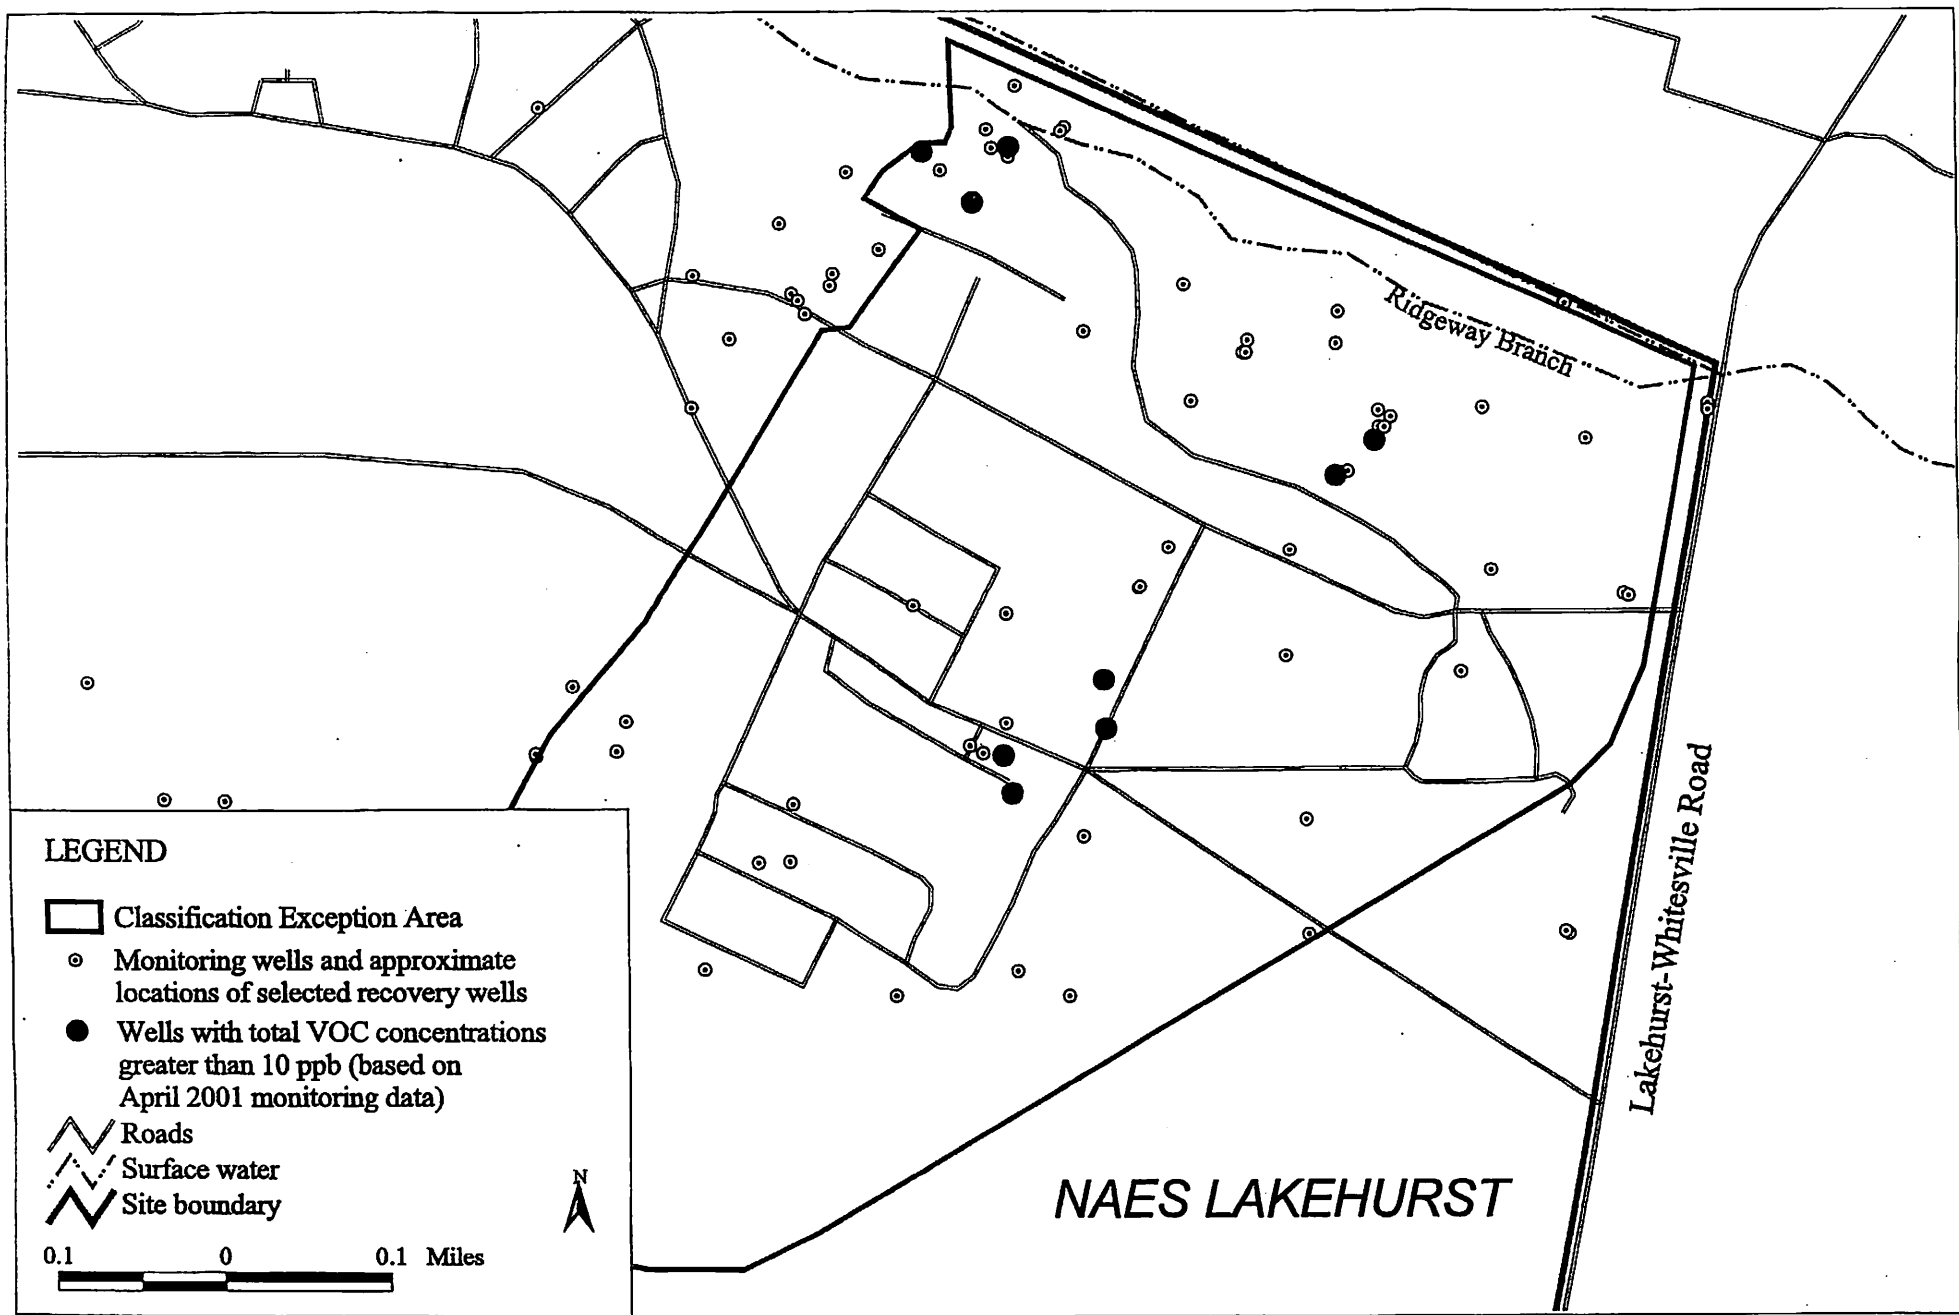 Ridgeway Branch
Lakehurst-Whitesville Road
NAES LAKEHURST
LEGEND
Classification Exception Area
Monitoring wells and approximate
locations of selected recovery wells
Wells with total VOC concentrations
greater than 10 ppb (based on
April 2001 monitoring data)
Roads
Surface water
Site boundary
N
0.1 0 0.1 Miles